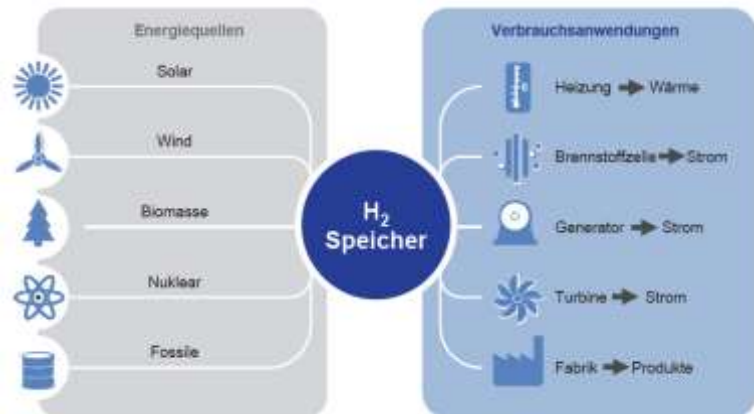 Energiequellen
Solar
Wind
Biomasse
Nuklear
Fossile
H₂
Speicher
Verbrauchsanwendungen
Heizung ➡ Wärme
Brennstoffzelle ➡ Strom
Generator ➡ Strom
Turbine ➡ Strom
Fabrik ➡ Produkte